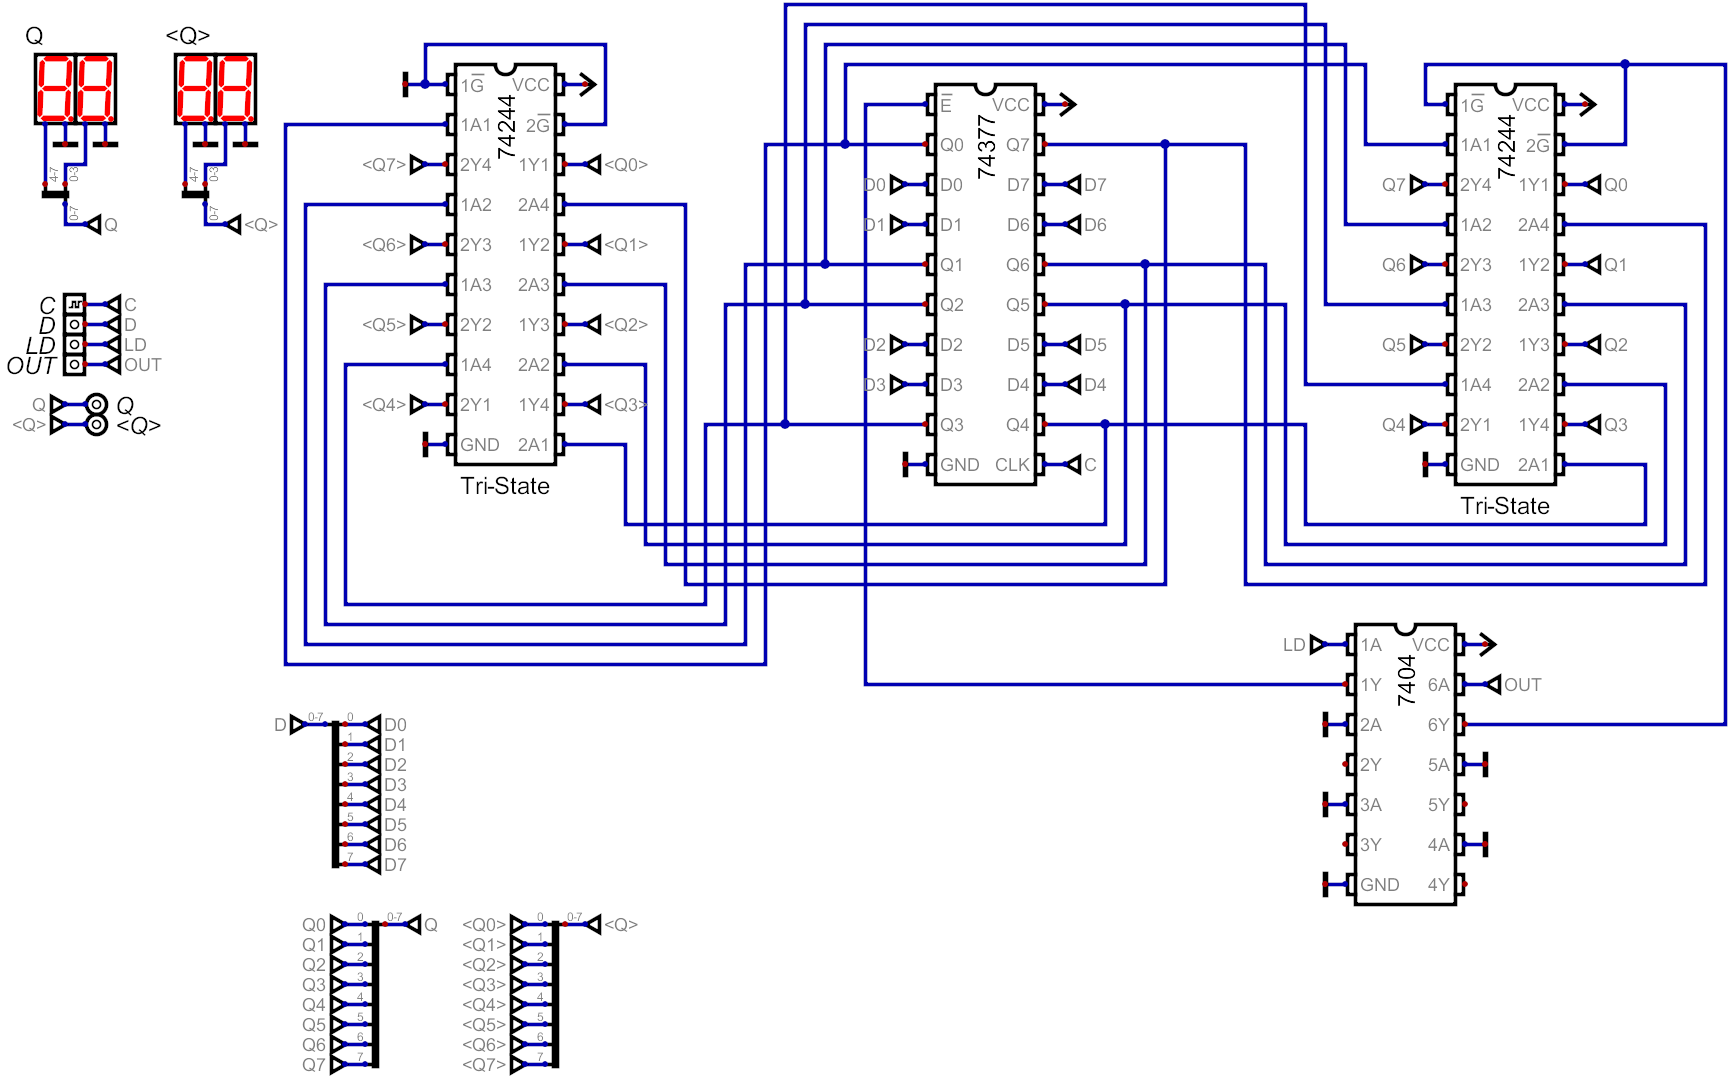 Q <Q>
4-7 0-3 4-7 0-3
0-7 Q 0-7 <Q>
C C
D D
LD LD
OUT OUT
Q Q
<Q> <Q>
1G VCC
1A1 2G
<Q7> 2Y4 1Y1 <Q0>
1A2 2A4
<Q6> 2Y3 1Y2 <Q1>
1A3 2A3
<Q5> 2Y2 1Y3 <Q2>
1A4 2A2
<Q4> 2Y1 1Y4 <Q3>
GND 2A1
74244
Tri-State
E VCC
Q0 Q7
D0 D0 D7 D7
D1 D1 D6 D6
Q1 Q6
Q2 Q5
D2 D2 D5 D5
D3 D3 D4 D4
Q3 Q4
GND CLK C
74377
1G VCC
1A1 2G
Q7 2Y4 1Y1 Q0
1A2 2A4
Q6 2Y3 1Y2 Q1
1A3 2A3
Q5 2Y2 1Y3 Q2
1A4 2A2
Q4 2Y1 1Y4 Q3
GND 2A1
74244
Tri-State
LD 1A VCC
1Y 6A OUT
2A 6Y
2Y 5A
3A 5Y
3Y 4A
GND 4Y
7404
D 0-7 0 D0
1 D1
2 D2
3 D3
4 D4
5 D5
6 D6
7 D7
Q0 0 0-7 Q
Q1 1
Q2 2
Q3 3
Q4 4
Q5 5
Q6 6
Q7 7
<Q0> 0 0-7 <Q>
<Q1> 1
<Q2> 2
<Q3> 3
<Q4> 4
<Q5> 5
<Q6> 6
<Q7> 7